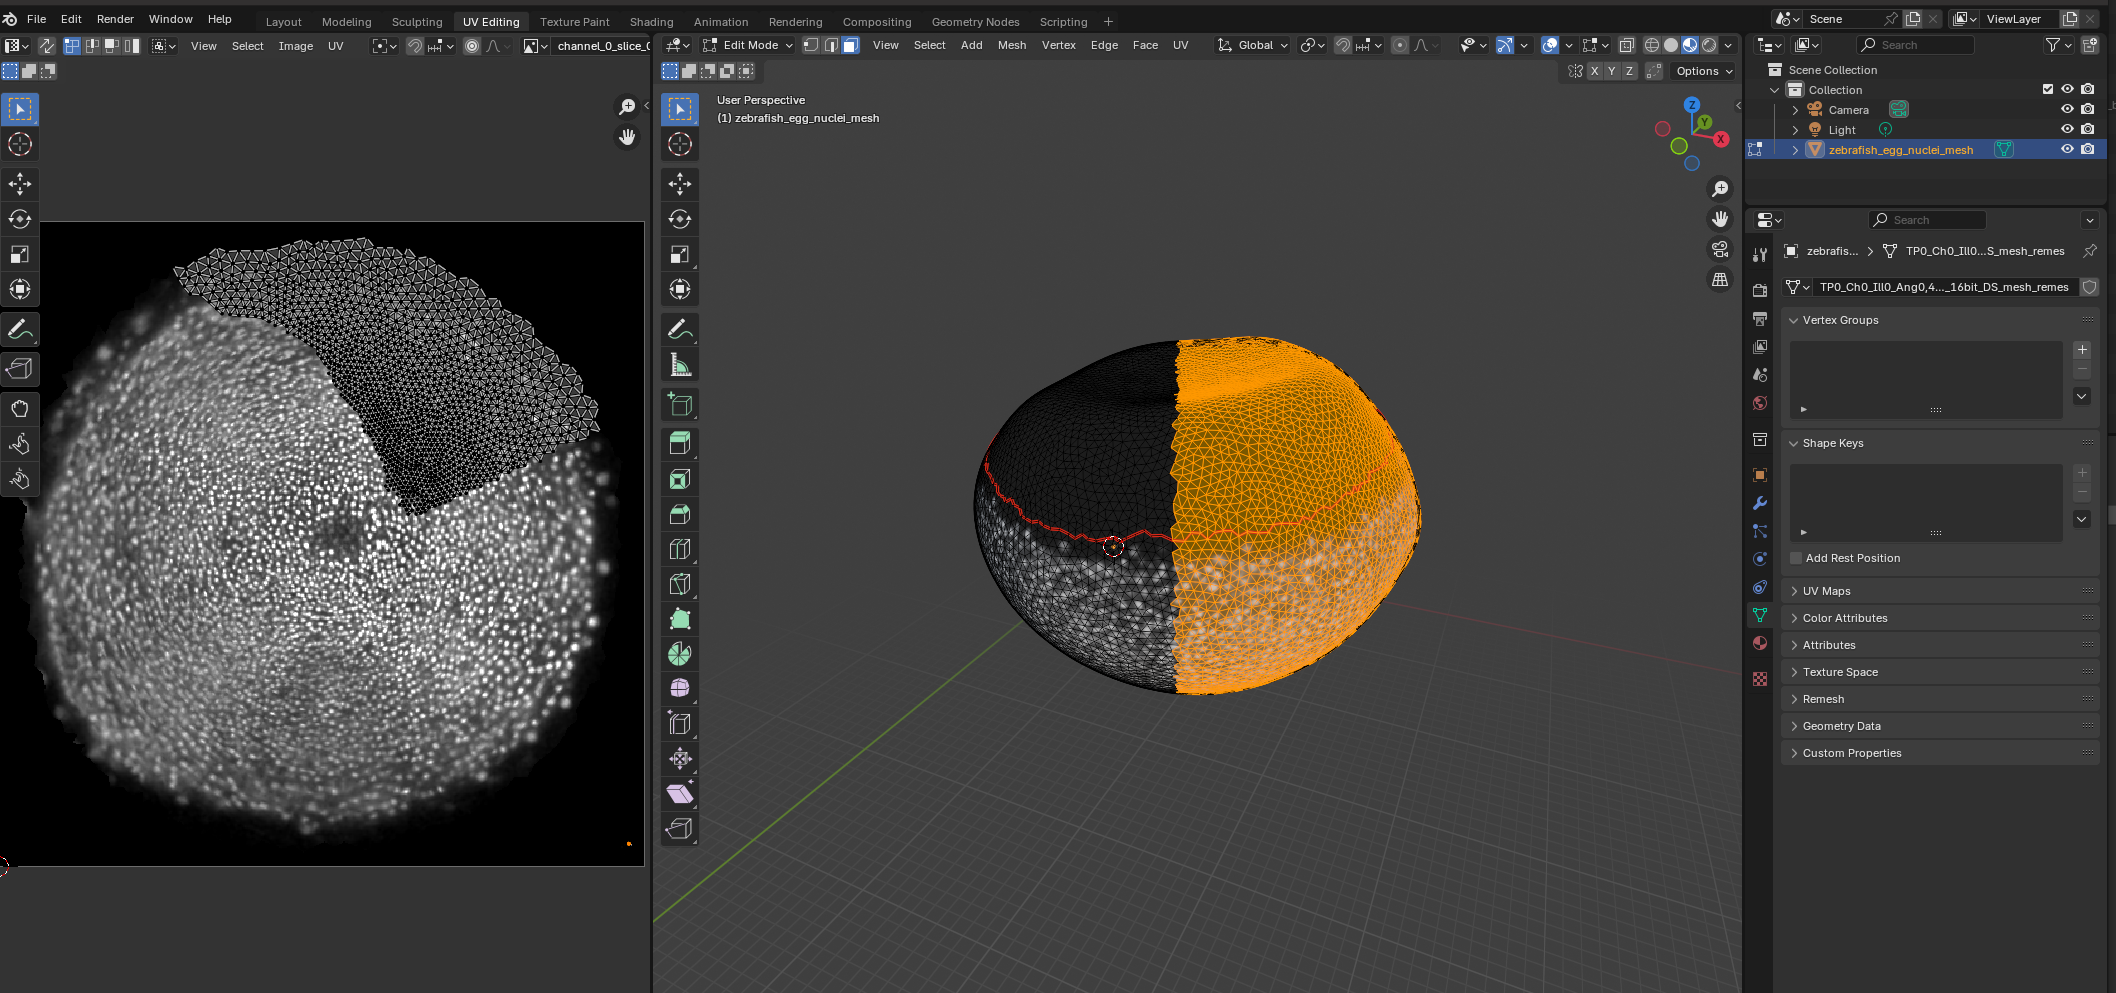 File Edit Render Window Help Layout Modeling Sculpting UV Editing Texture Paint Shading Animation Rendering Compositing Geometry Nodes Scripting + Scene ViewLayer
View Select Image UV channel_0_slice_0
Edit Mode View Select Add Mesh Vertex Edge Face UV Global
Search
X Y Z Options
User Perspective
(1) zebrafish_egg_nuclei_mesh
Z
Y
X
Scene Collection
Collection
Camera
Light
zebrafish_egg_nuclei_mesh
Search
zebrafis... > TP0_Ch0_Ill0...S_mesh_remes
TP0_Ch0_Ill0_Ang0,4..._16bit_DS_mesh_remes
Vertex Groups
Shape Keys
Add Rest Position
UV Maps
Color Attributes
Attributes
Texture Space
Remesh
Geometry Data
Custom Properties